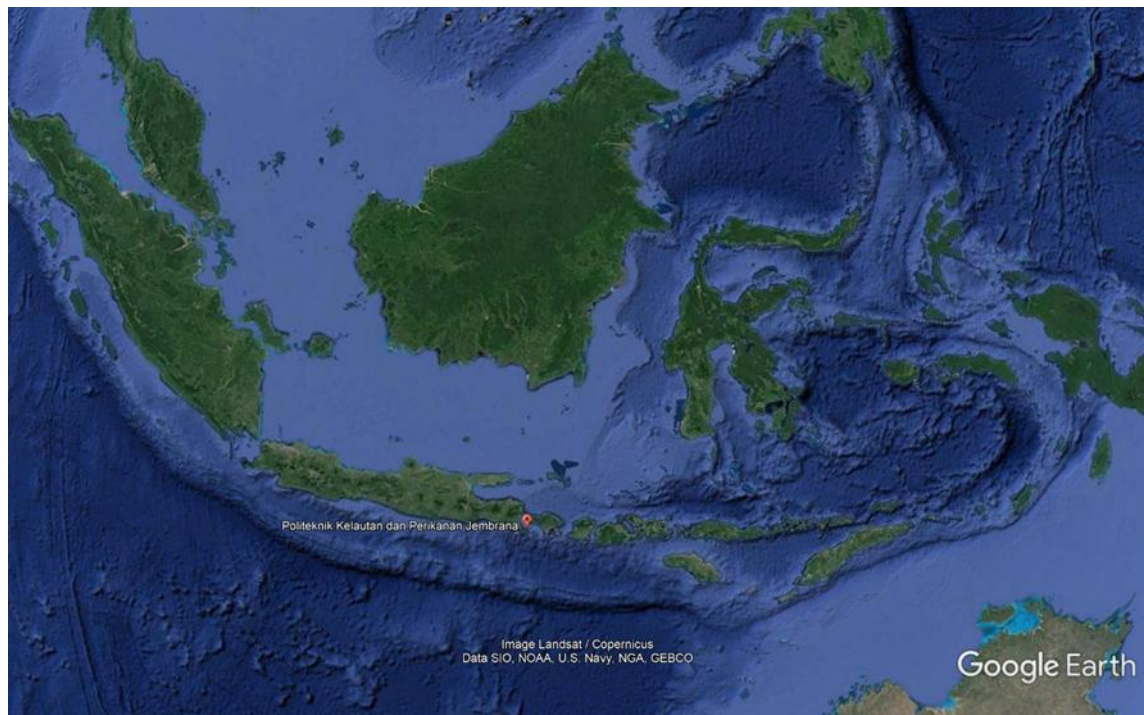 Politeknik Kelautan dan Perikanan Jembrana
Image Landsat / Copernicus
Data SIO, NOAA, U.S. Navy, NGA, GEBCO
Google Earth